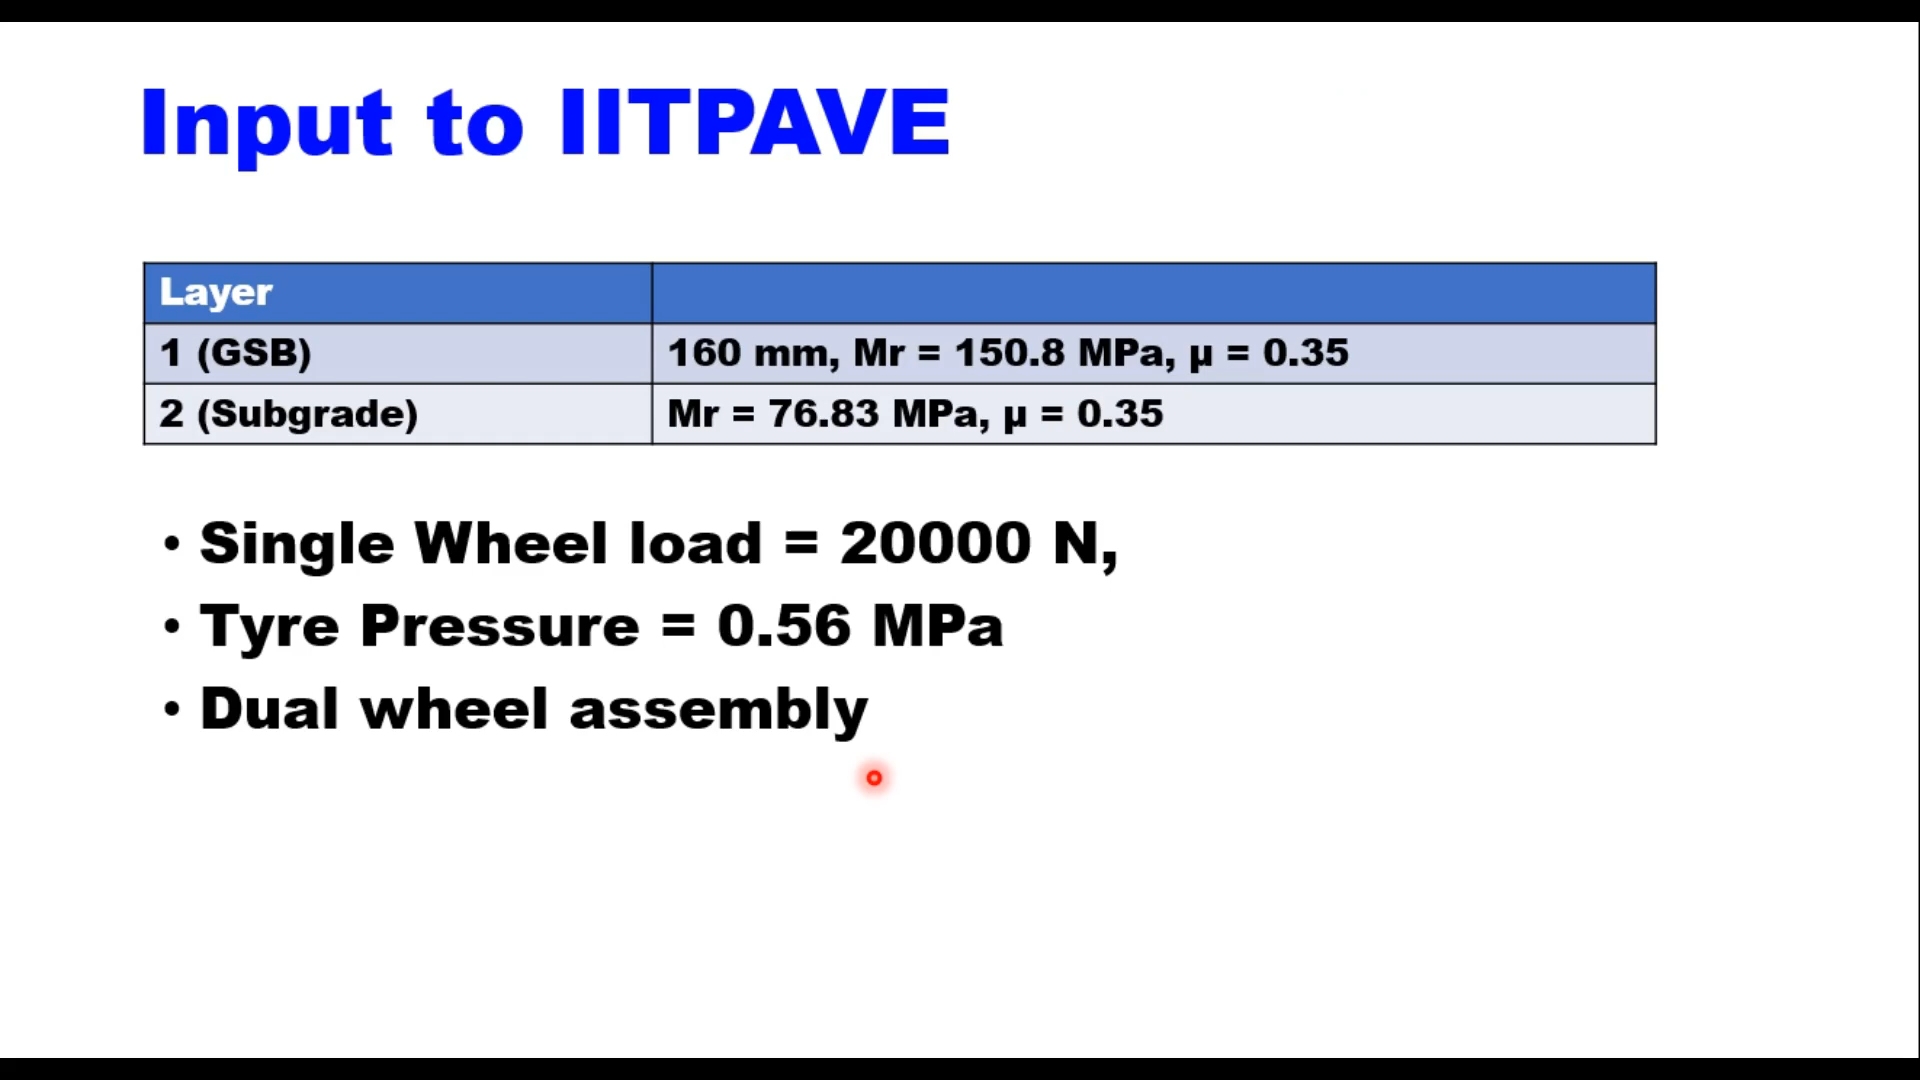 Input to IITPAVE
Layer
1 (GSB) 160 mm, Mr = 150.8 MPa, μ = 0.35
2 (Subgrade) Mr = 76.83 MPa, μ = 0.35
• Single Wheel load = 20000 N,
• Tyre Pressure = 0.56 MPa
• Dual wheel assembly